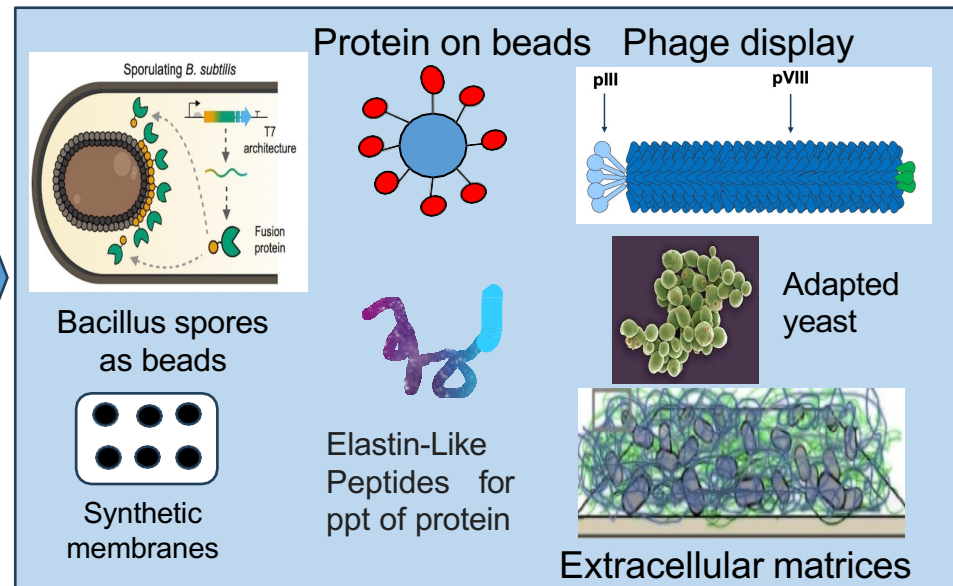 Protein on beads
Phage display
Sporulating B. subtilis
T7
architecture
Fusion
protein
pIII
pVIII
Bacillus spores
as beads
Adapted
yeast
Synthetic
membranes
Elastin-Like
Peptides for
ppt of protein
Extracellular matrices